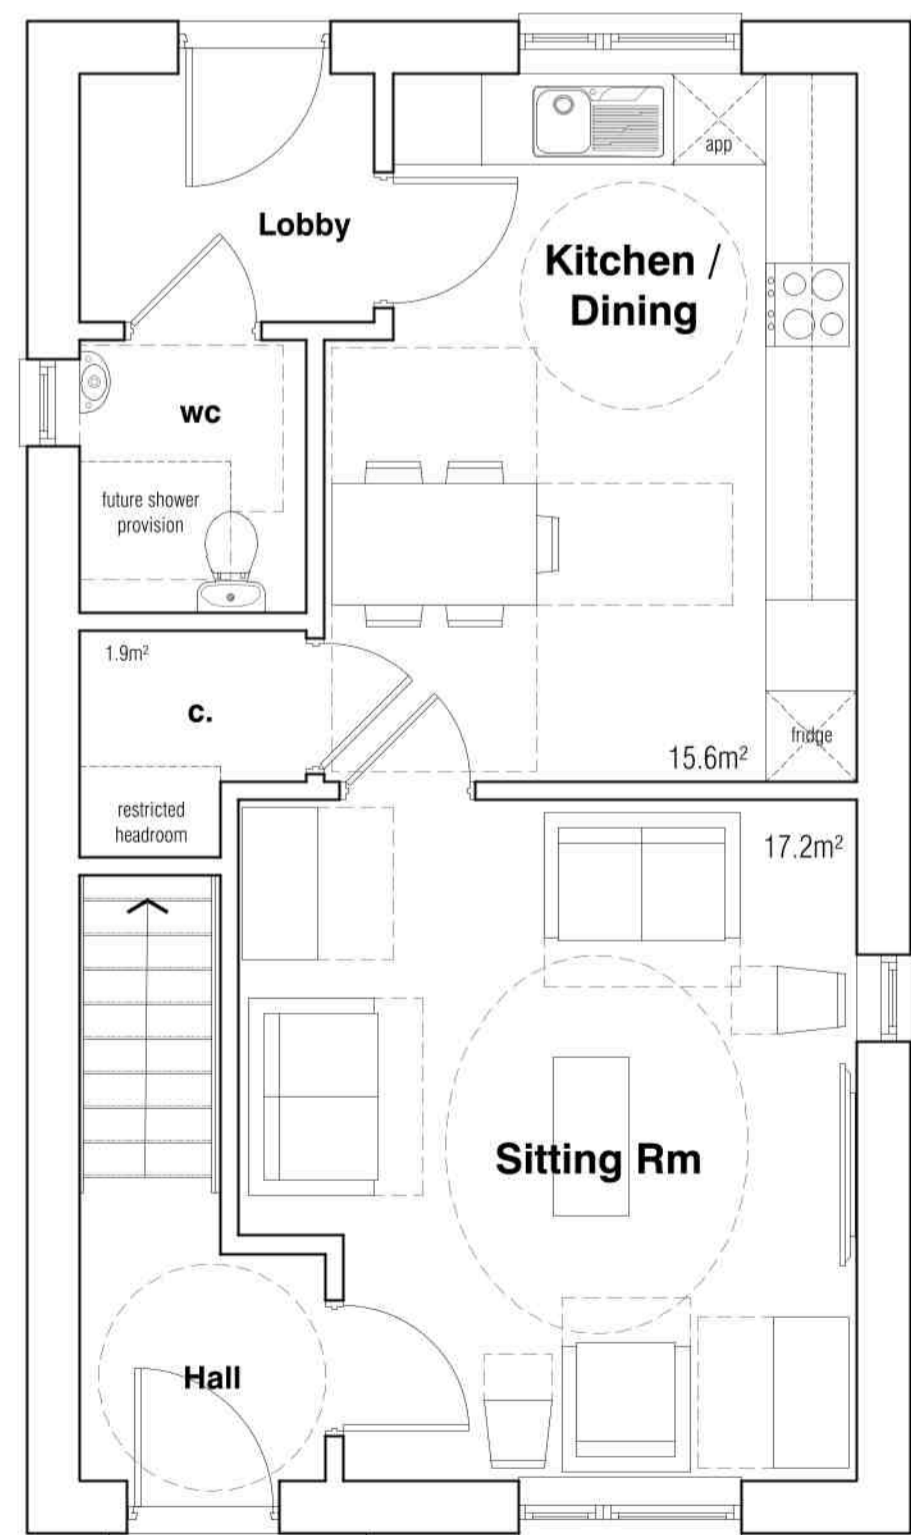 app
Lobby
Kitchen /
Dining
wc
future shower
provision
1.9m²
c.
15.6m²
fridge
restricted
headroom
17.2m²
Sitting Rm
Hall